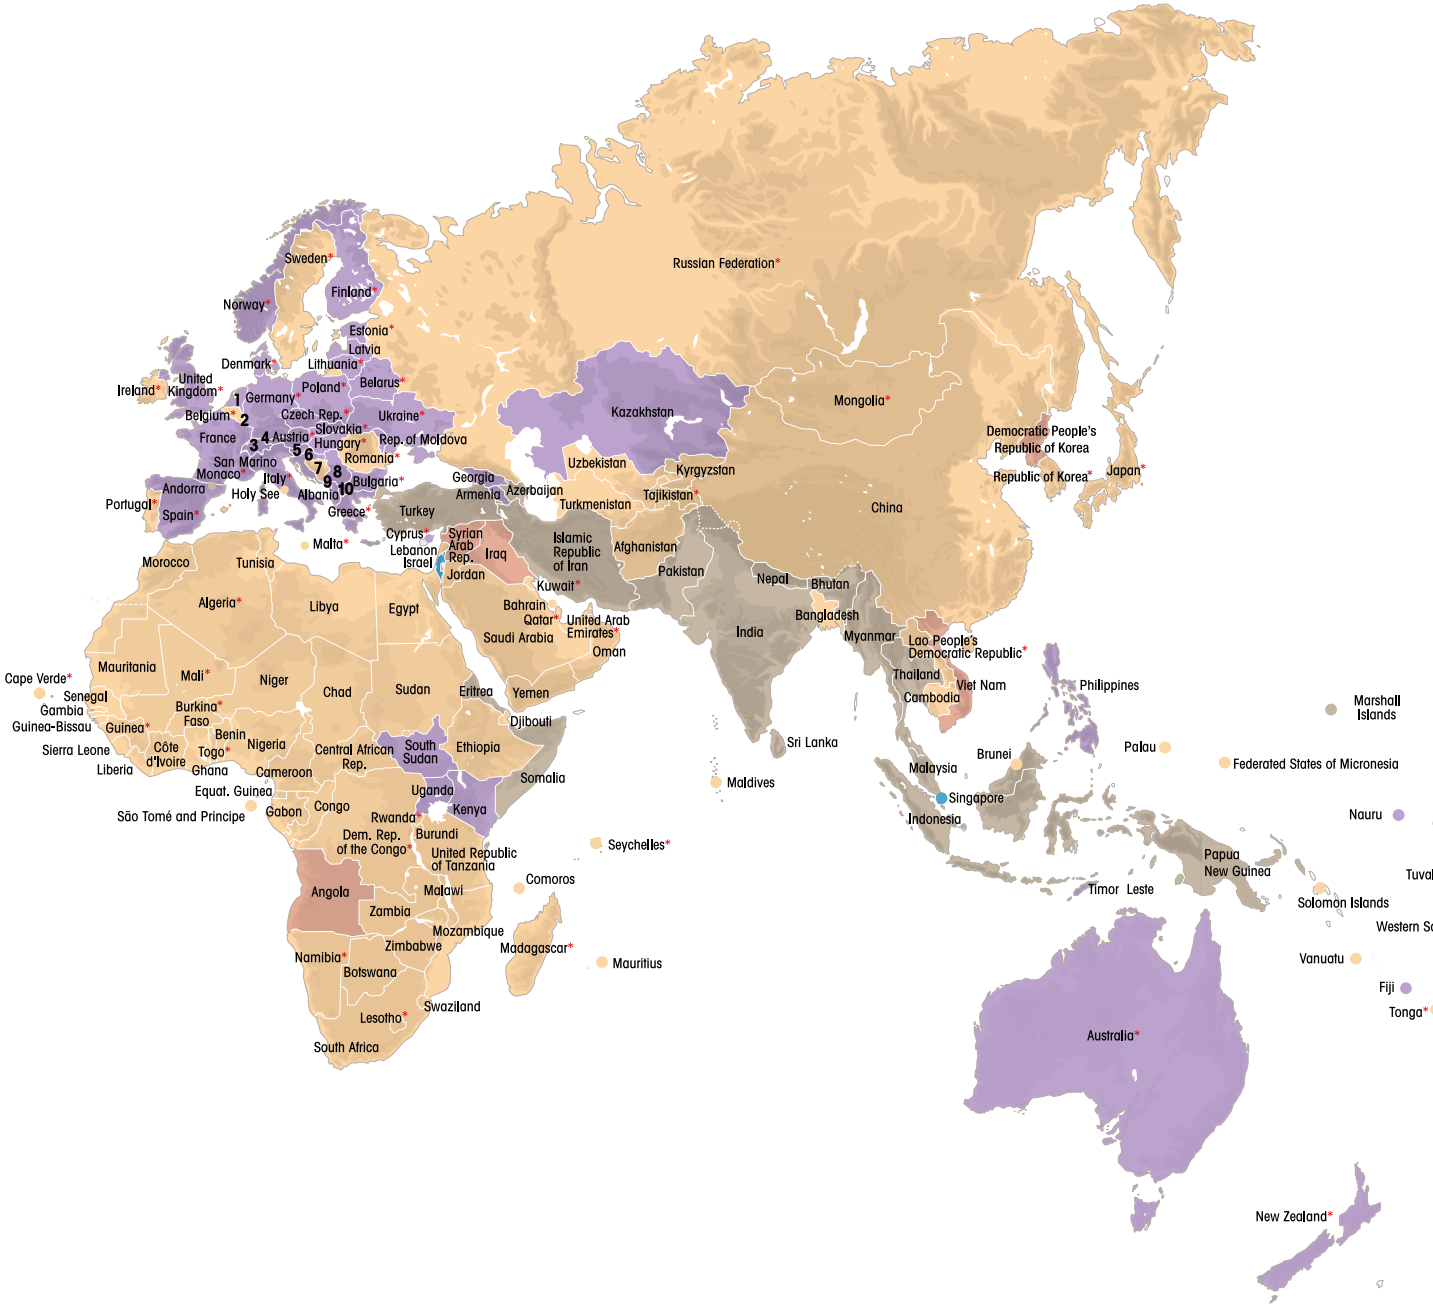 Sweden*
Russian Federation*
Finland*
Norway*
Estonia*
Latvia
Denmark*
Lithuania*
United
Kingdom*
Ireland*
1
Germany*
Poland*
Belarus*
Belgium*
2
Czech Rep.*
Ukraine*
Slovakia*
France
3
4
Austria*
Hungary*
Rep. of Moldova
5
6
Romania*
San Marino
Monaco*
Italy*
7
8
9
10
Bulgaria*
Andorra
Holy See
Albania
Portugal*
Spain*
Greece*
Malta*
Cyprus*
Turkey
Georgia
Armenia
Azerbaijan
Kazakhstan
Mongolia*
Uzbekistan
Kyrgyzstan
Turkmenistan
Tajikistan*
China
Democratic People's
Republic of Korea
Republic of Korea*
Japan*
Lebanon
Israel
Syrian
Arab
Rep.
Iraq
Jordan
Islamic
Republic
of Iran
Afghanistan
Pakistan
Kuwait*
Bahrain
Qatar*
United Arab
Emirates*
Saudi Arabia
Oman
Yemen
Nepal
Bhutan
Bangladesh
India
Myanmar
Lao People's
Democratic Republic*
Thailand
Viet Nam
Cambodia
Philippines
Sri Lanka
Maldives
Malaysia
Brunei
Singapore
Indonesia
Palau
Marshall
Islands
Federated States of Micronesia
Nauru
Papua
New Guinea
Timor Leste
Solomon Islands
Tuval
Western Sa
Vanuatu
Fiji
Tonga*
Australia*
New Zealand*
Morocco
Tunisia
Algeria*
Libya
Egypt
Mauritania
Mali*
Niger
Chad
Sudan
Eritrea
Djibouti
Cape Verde*
Senegal
Gambia
Guinea-Bissau
Guinea*
Sierra Leone
Liberia
Burkina*
Faso
Côte
d'Ivoire
Togo*
Ghana
Benin
Nigeria
Cameroon
Central African
Rep.
South
Sudan
Ethiopia
Somalia
Equat. Guinea
São Tomé and Principe
Gabon
Congo
Uganda
Kenya
Rwanda*
Burundi
Dem. Rep.
of the Congo*
United Republic
of Tanzania
Seychelles*
Comoros
Angola
Malawi
Zambia
Mozambique
Zimbabwe
Madagascar*
Mauritius
Namibia*
Botswana
Swaziland
Lesotho*
South Africa